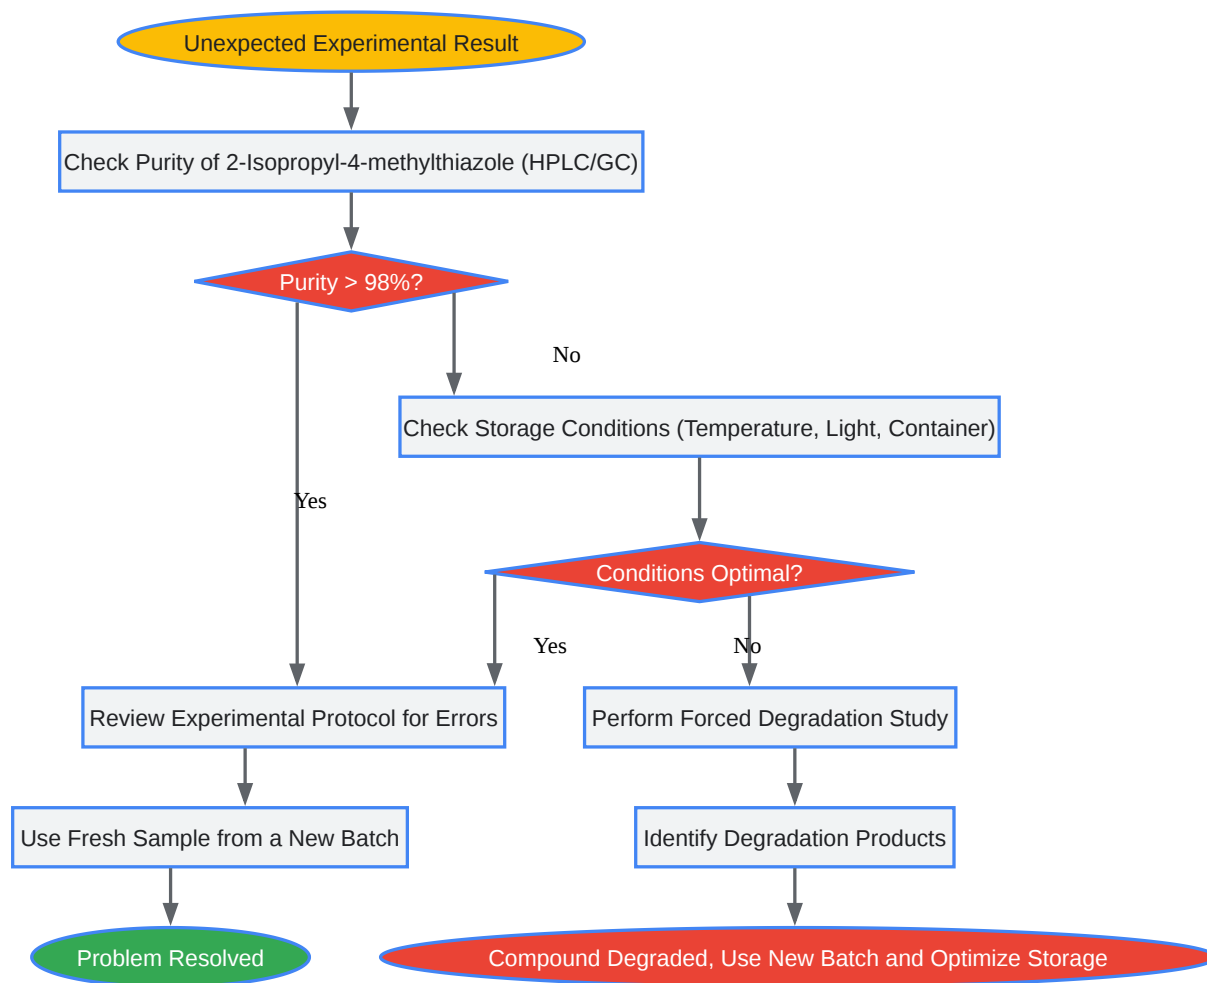 Unexpected Experimental Result
Check Purity of 2-Isopropyl-4-methylthiazole (HPLC/GC)
Purity > 98%?
No
Check Storage Conditions (Temperature, Light, Container)
Yes
Conditions Optimal?
Yes
No
Review Experimental Protocol for Errors
Perform Forced Degradation Study
Use Fresh Sample from a New Batch
Identify Degradation Products
Problem Resolved
Compound Degraded, Use New Batch and Optimize Storage